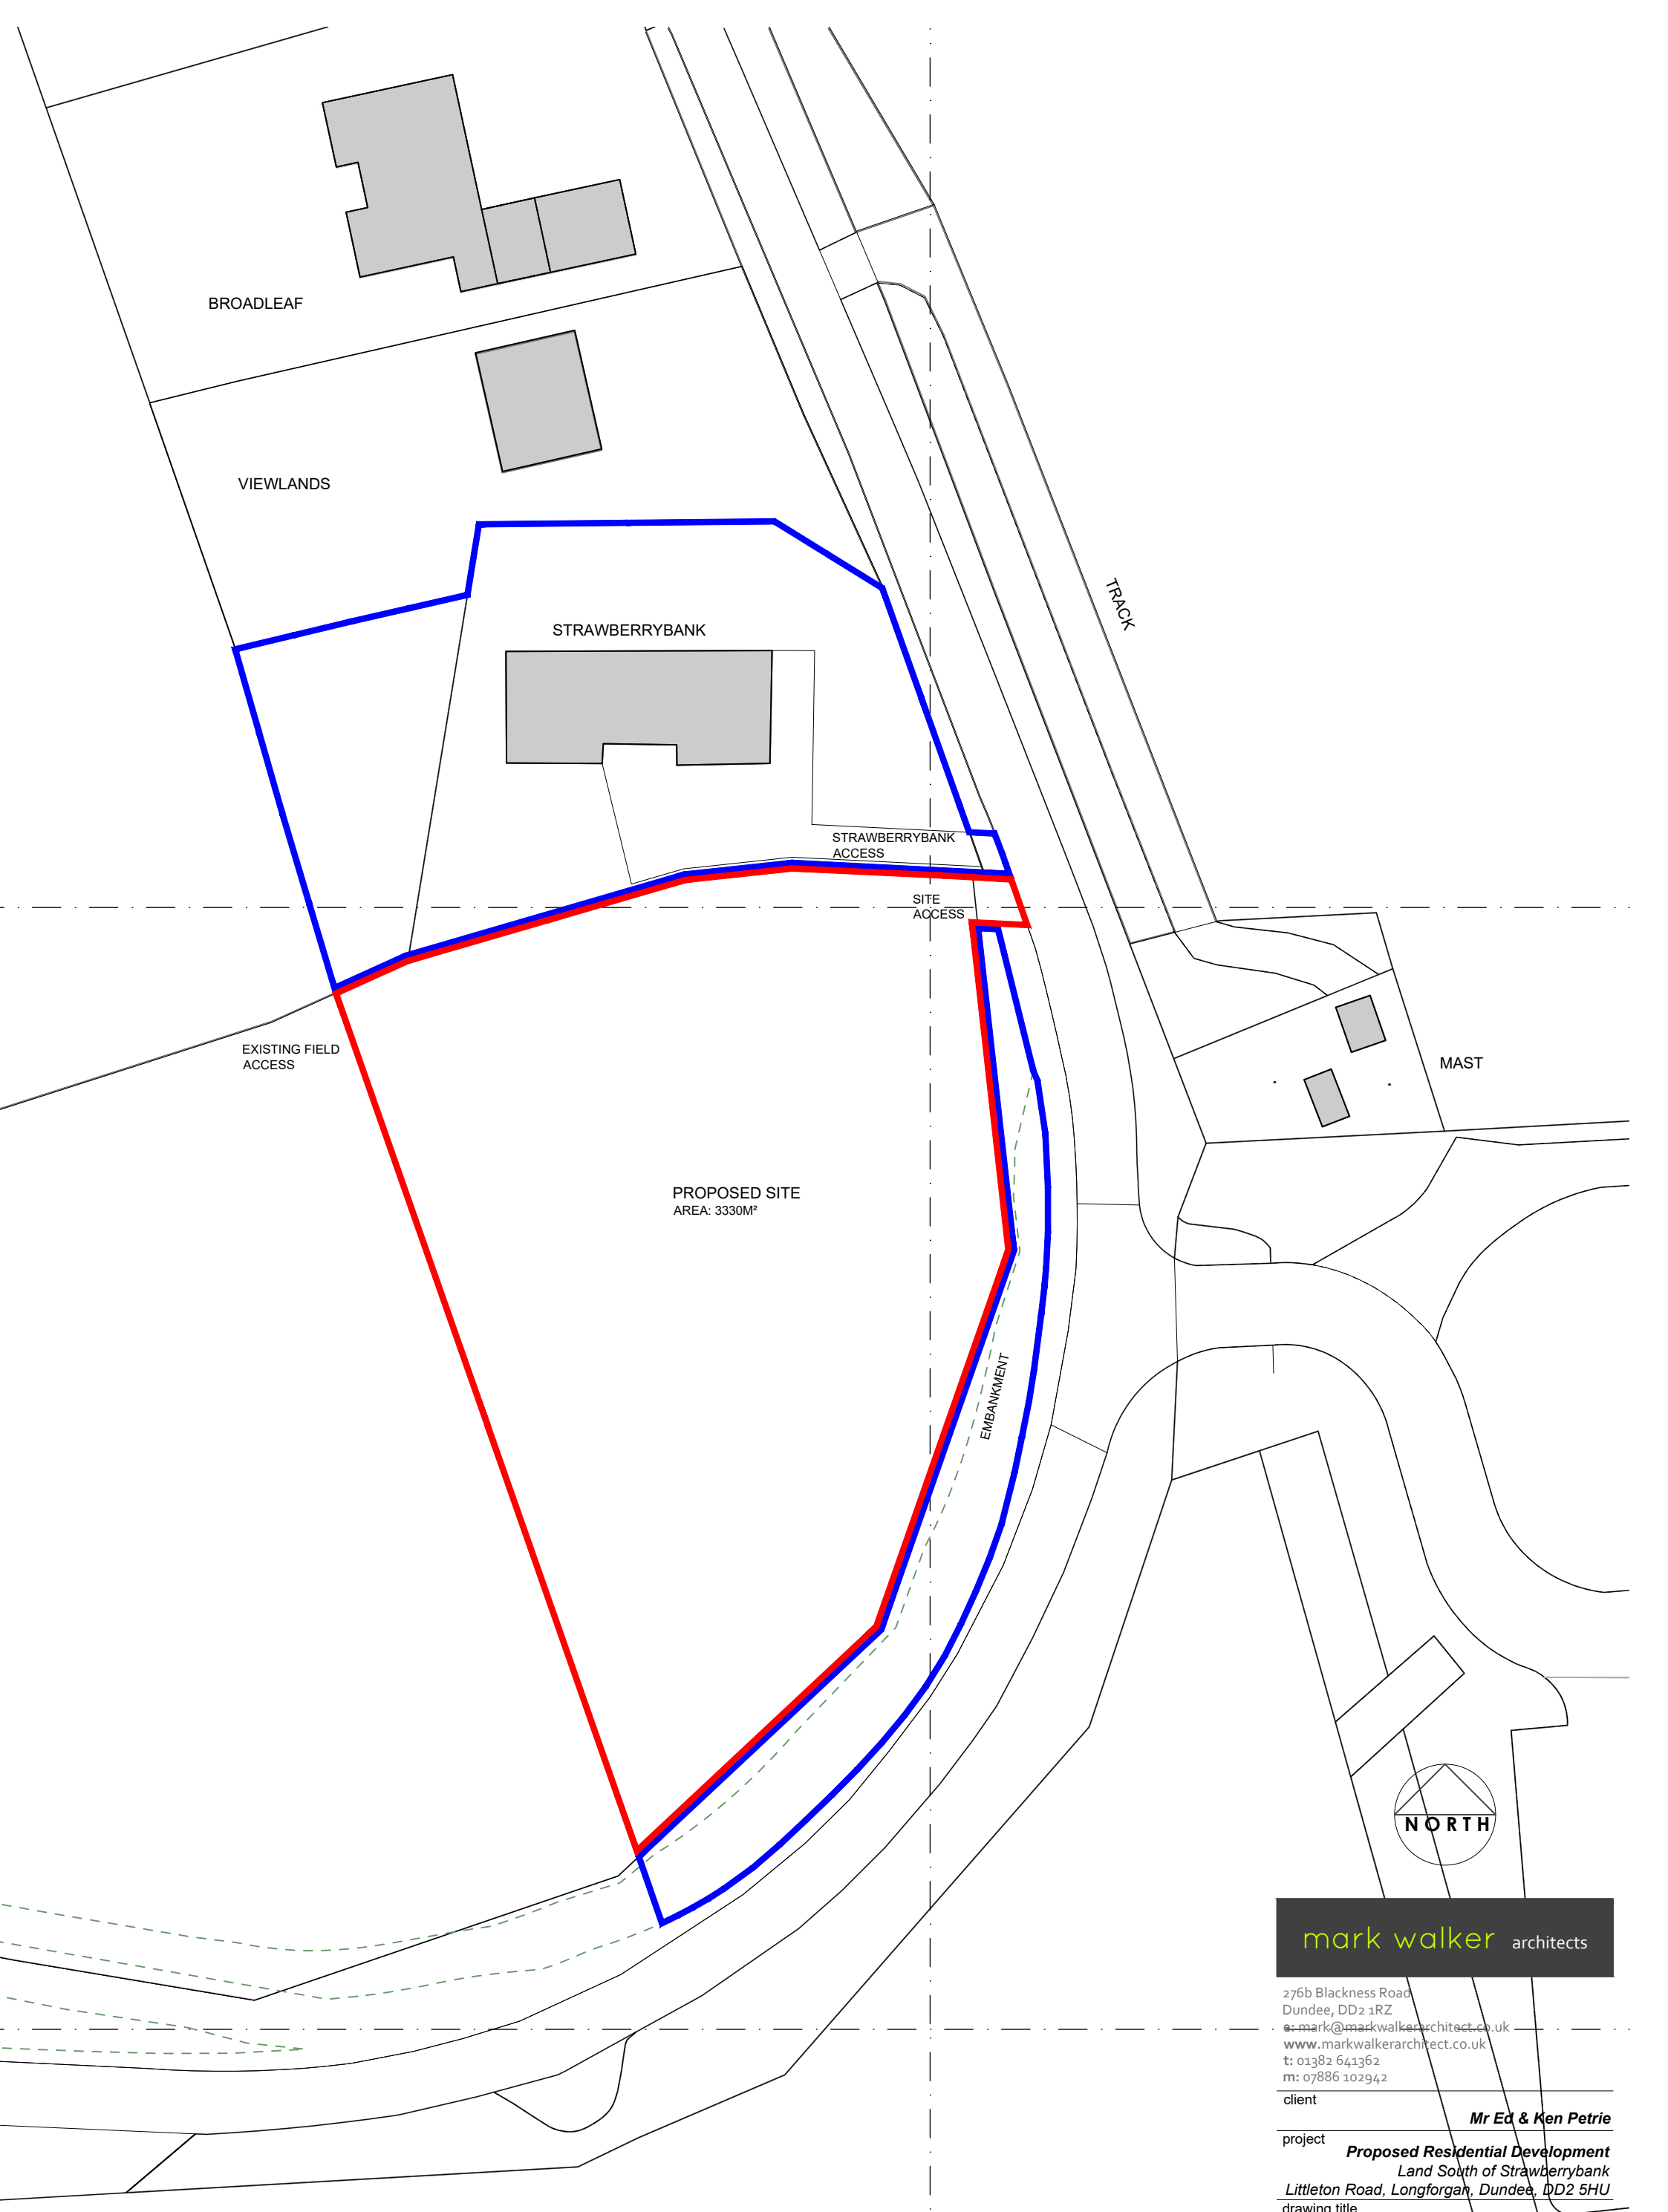 BROADLEAF
VIEWLANDS
STRAWBERRYBANK
TRACK
STRAWBERRYBANK
ACCESS
SITE
ACCESS
EXISTING FIELD
ACCESS
MAST
PROPOSED SITE
AREA: 3330M²
EMBANKMENT
NORTH
mark walker architects
276b Blackness Road
Dundee, DD2 1RZ
e: mark@markwalkerarchitect.co.uk
www.markwalkerarchitect.co.uk
t: 01382 641362
m: 07886 102942
client
Mr Ed & Ken Petrie
project
Proposed Residential Development
Land South of Strawberrybank
Littleton Road, Longforgan, Dundee, DD2 5HU
drawing title